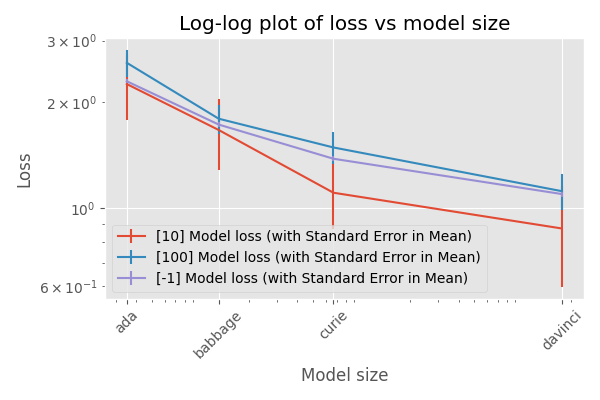 Log-log plot of loss vs model size
3 × 10⁰
2 × 10⁰
10⁰
6 × 10⁻¹
Loss
[10] Model loss (with Standard Error in Mean)
[100] Model loss (with Standard Error in Mean)
[-1] Model loss (with Standard Error in Mean)
ada
babbage
curie
davinci
Model size